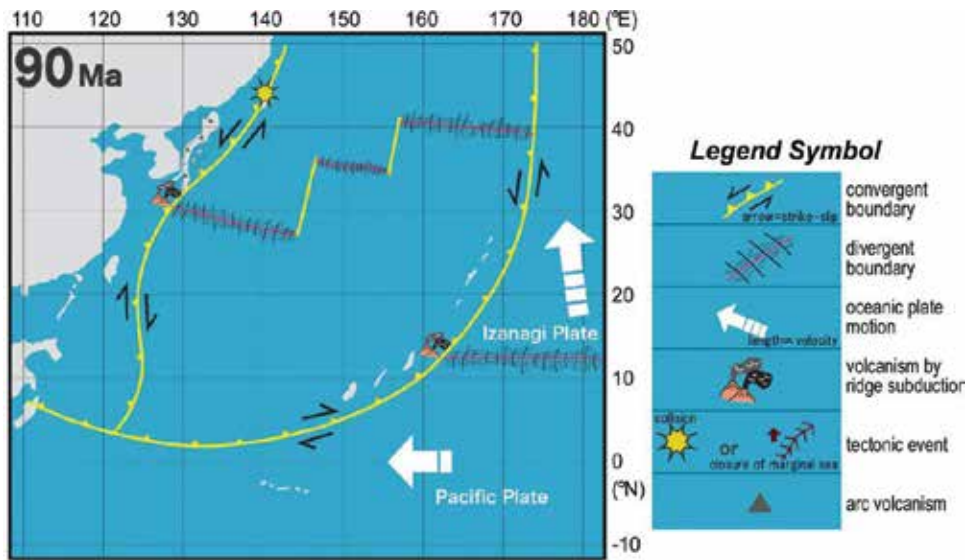 110 120 130 140 150 160 170 180 (°E)
90 Ma
50
40
30
20
10
0
(°N)
-10
Izanagi Plate
Pacific Plate
Legend Symbol
convergent
boundary
arrow=strike-slip
divergent
boundary
oceanic plate
motion
length= velocity
volcanism by
ridge subduction
collision
or
closure of marginal sea
tectonic event
arc volcanism